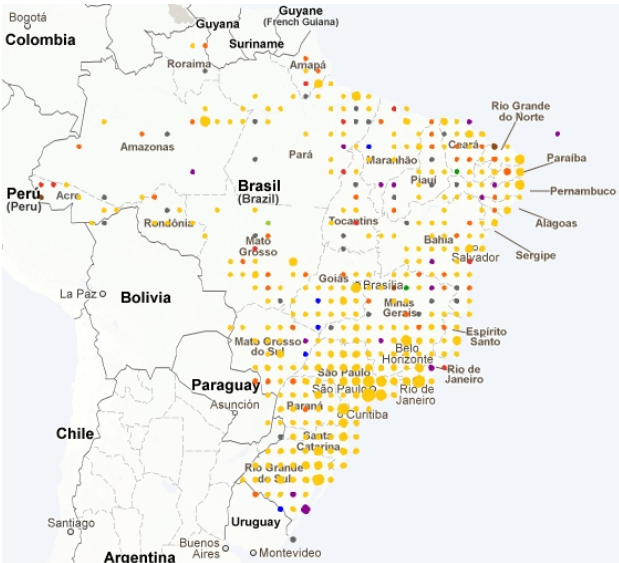 Bogotá
Colombia
Guyana
Guyane
(French Guiana)
Suriname
Roraima
Amapá
Rio Grande
do Norte
Amazonas
Pará
Ceará
Maranhão
Paraíba
Piauí
Perú
(Peru)
Acre
Brasil
(Brazil)
Pernambuco
Rondônia
Tocantins
Alagoas
Mato
Grosso
Bahia
Salvador
Sergipe
La Paz
Bolivia
Goiás
Brasília
Minas
Gerais
Espírito
Santo
Mato Grosso
do Sul
Belo
Horizonte
Paraguay
São Paulo
São Paulo
Rio de
Janeiro
Rio de
Janeiro
Asunción
Paraná
Curitiba
Chile
Santa
Catarina
Rio Grande
do Sul
Santiago
Uruguay
Buenos
Aires
Montevideo
Argentina